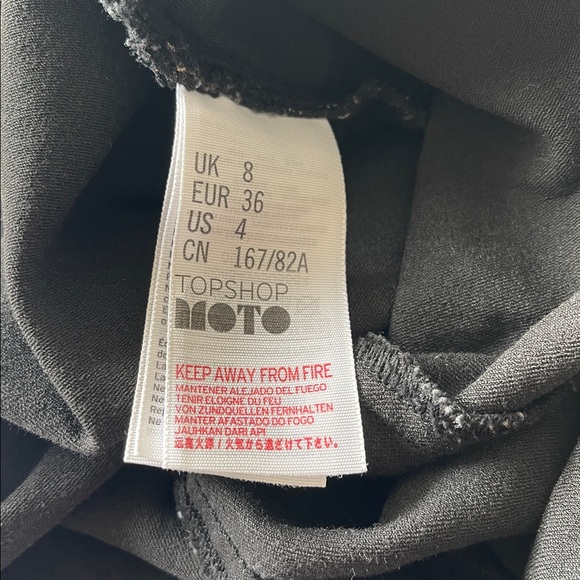 UK 8
EUR 36
US 4
CN 167/82A
TOPSHOP
MOTO
KEEP AWAY FROM FIRE
MANTENER ALEJADO DEL FUEGO
TENIR ELOIGNE DU FEU
VON ZUNDQUELLEN FERNHALTEN
MANTER AFASTADO DO FOGO
JAUHKAN DARI API
远离火源 / 火气から遠ざけて下さい。